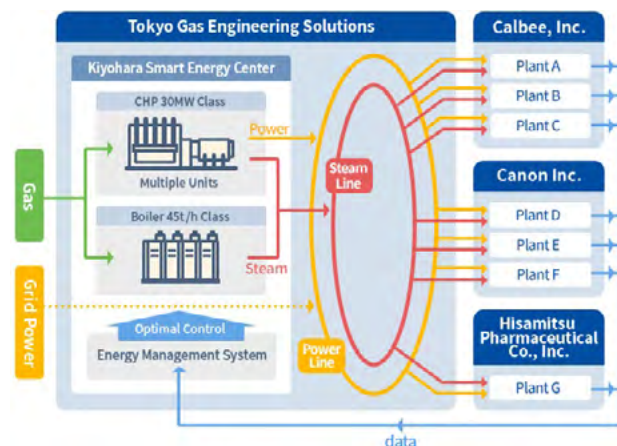 Tokyo Gas Engineering Solutions
Kiyohara Smart Energy Center
CHP 30MW Class
Multiple Units
Boiler 45t/h Class
Power
Steam
Gas
Grid Power
Optimal Control
Energy Management System
Steam
Line
Power
Line
Calbee, Inc.
Plant A
Plant B
Plant C
Canon Inc.
Plant D
Plant E
Plant F
Hisamitsu
Pharmaceutical
Co., Inc.
Plant G
data